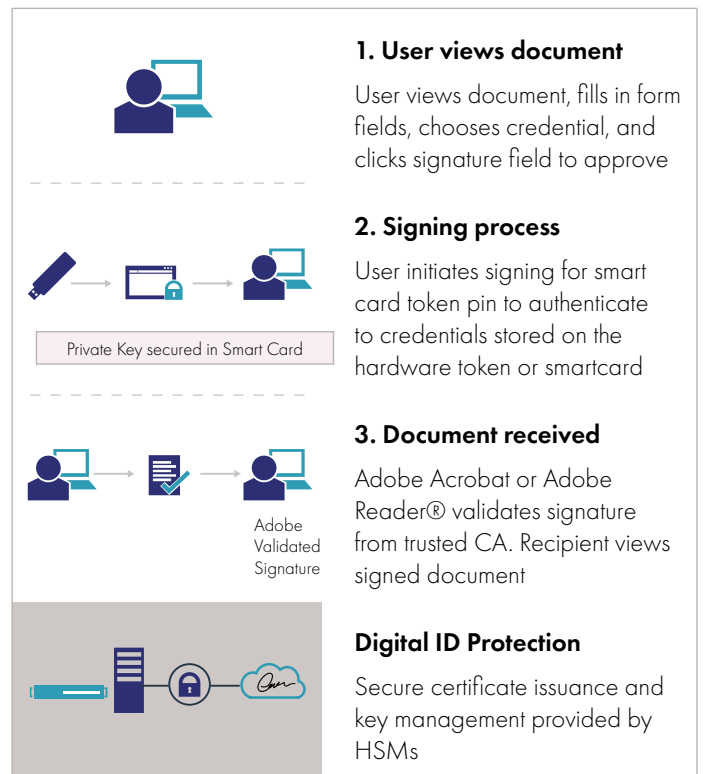 1. User views document
User views document, fills in form
fields, chooses credential, and
clicks signature field to approve
2. Signing process
User initiates signing for smart
card token pin to authenticate
to credentials stored on the
hardware token or smartcard
Private Key secured in Smart Card
3. Document received
Adobe Acrobat or Adobe
Reader® validates signature
from trusted CA. Recipient views
signed document
Adobe
Validated
Signature
Digital ID Protection
Secure certificate issuance and
key management provided by
HSMs